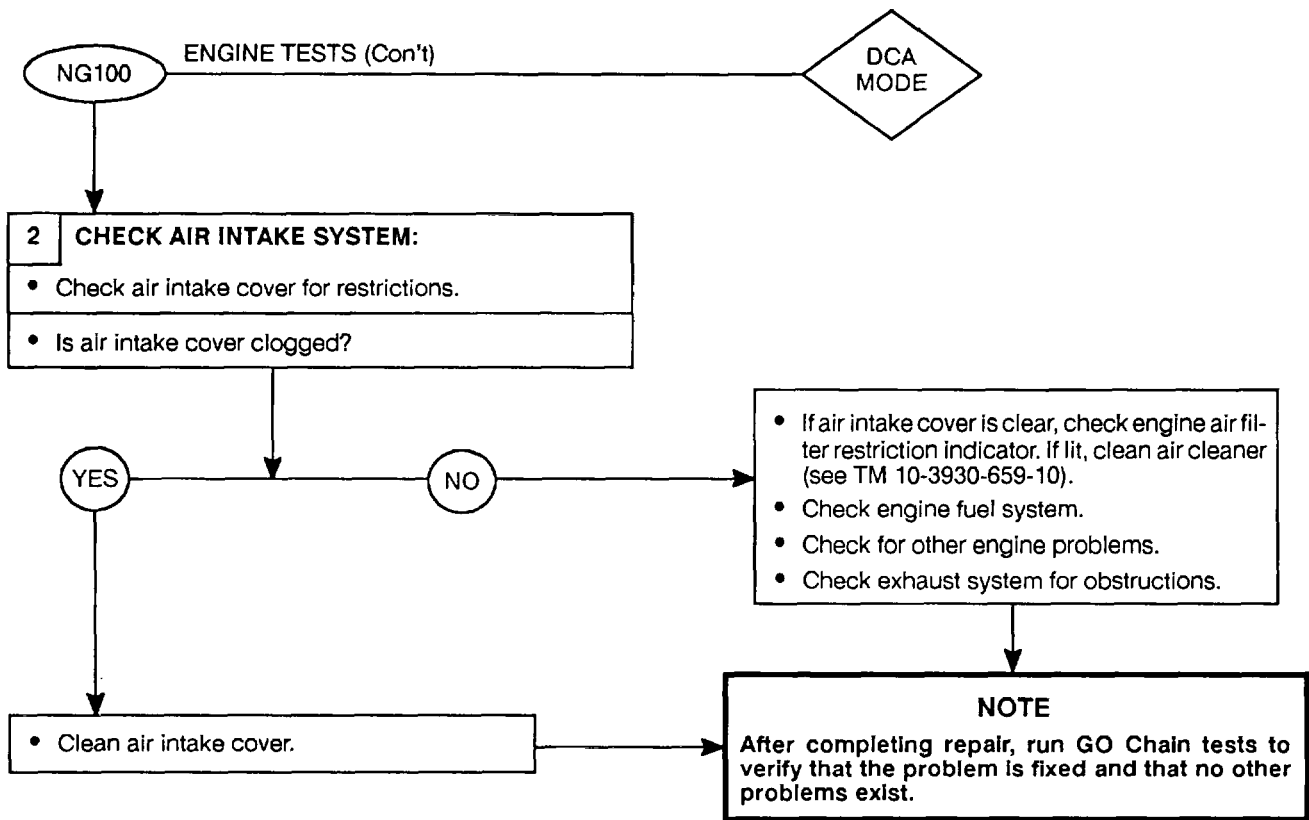 NG100
ENGINE TESTS (Con't)
DCA
MODE
2 CHECK AIR INTAKE SYSTEM:
• Check air intake cover for restrictions.
• Is air intake cover clogged?
YES
NO
• If air intake cover is clear, check engine air fil-
ter restriction indicator. If lit, clean air cleaner
(see TM 10-3930-659-10).
• Check engine fuel system.
• Check for other engine problems.
• Check exhaust system for obstructions.
• Clean air intake cover.
NOTE
After completing repair, run GO Chain tests to
verify that the problem is fixed and that no other
problems exist.